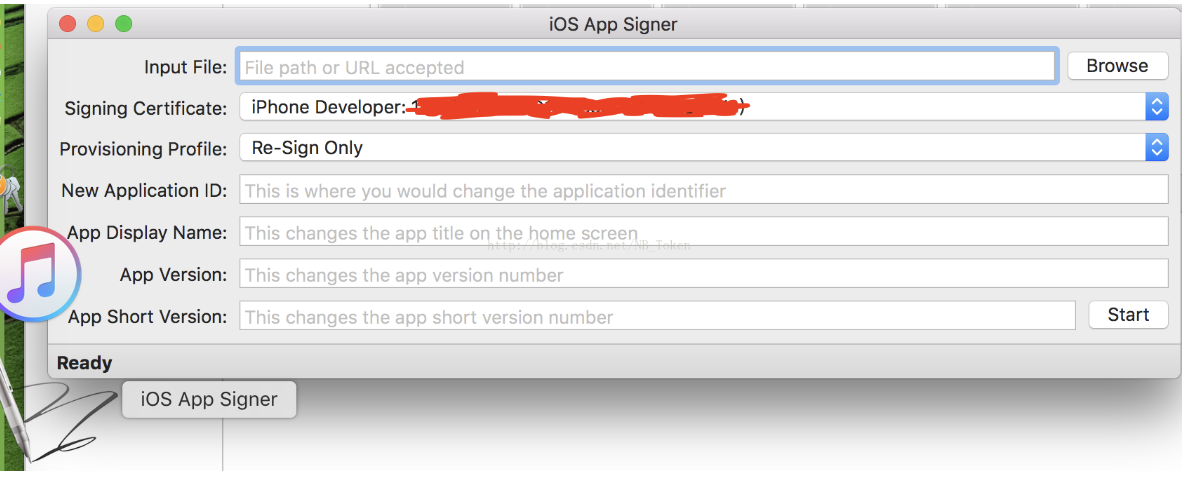 iOS App Signer
Input File: File path or URL accepted Browse
Signing Certificate: iPhone Developer:
Provisioning Profile: Re-Sign Only
New Application ID: This is where you would change the application identifier
App Display Name: This changes the app title on the home screen
http://blog.csdn.net/NB_Token
App Version: This changes the app version number
App Short Version: This changes the app short version number Start
Ready
iOS App Signer